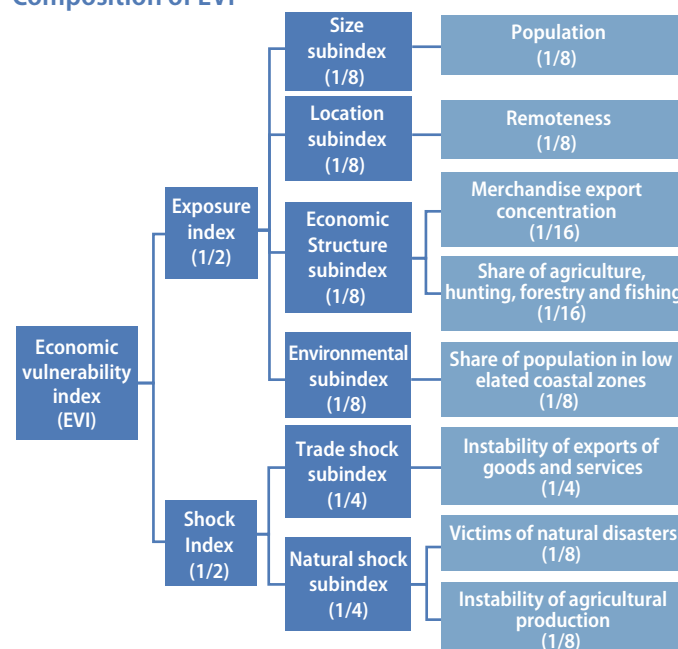 Composition of EVI
Economic
vulnerability
index
(EVI)
Exposure
index
(1/2)
Size
subindex
(1/8)
Population
(1/8)
Location
subindex
(1/8)
Remoteness
(1/8)
Economic
Structure
subindex
(1/8)
Merchandise export
concentration
(1/16)
Share of agriculture,
hunting, forestry and fishing
(1/16)
Environmental
subindex
(1/8)
Share of population in low
elated coastal zones
(1/8)
Shock
Index
(1/2)
Trade shock
subindex
(1/4)
Instability of exports of
goods and services
(1/4)
Natural shock
subindex
(1/4)
Victims of natural disasters
(1/8)
Instability of agricultural
production
(1/8)